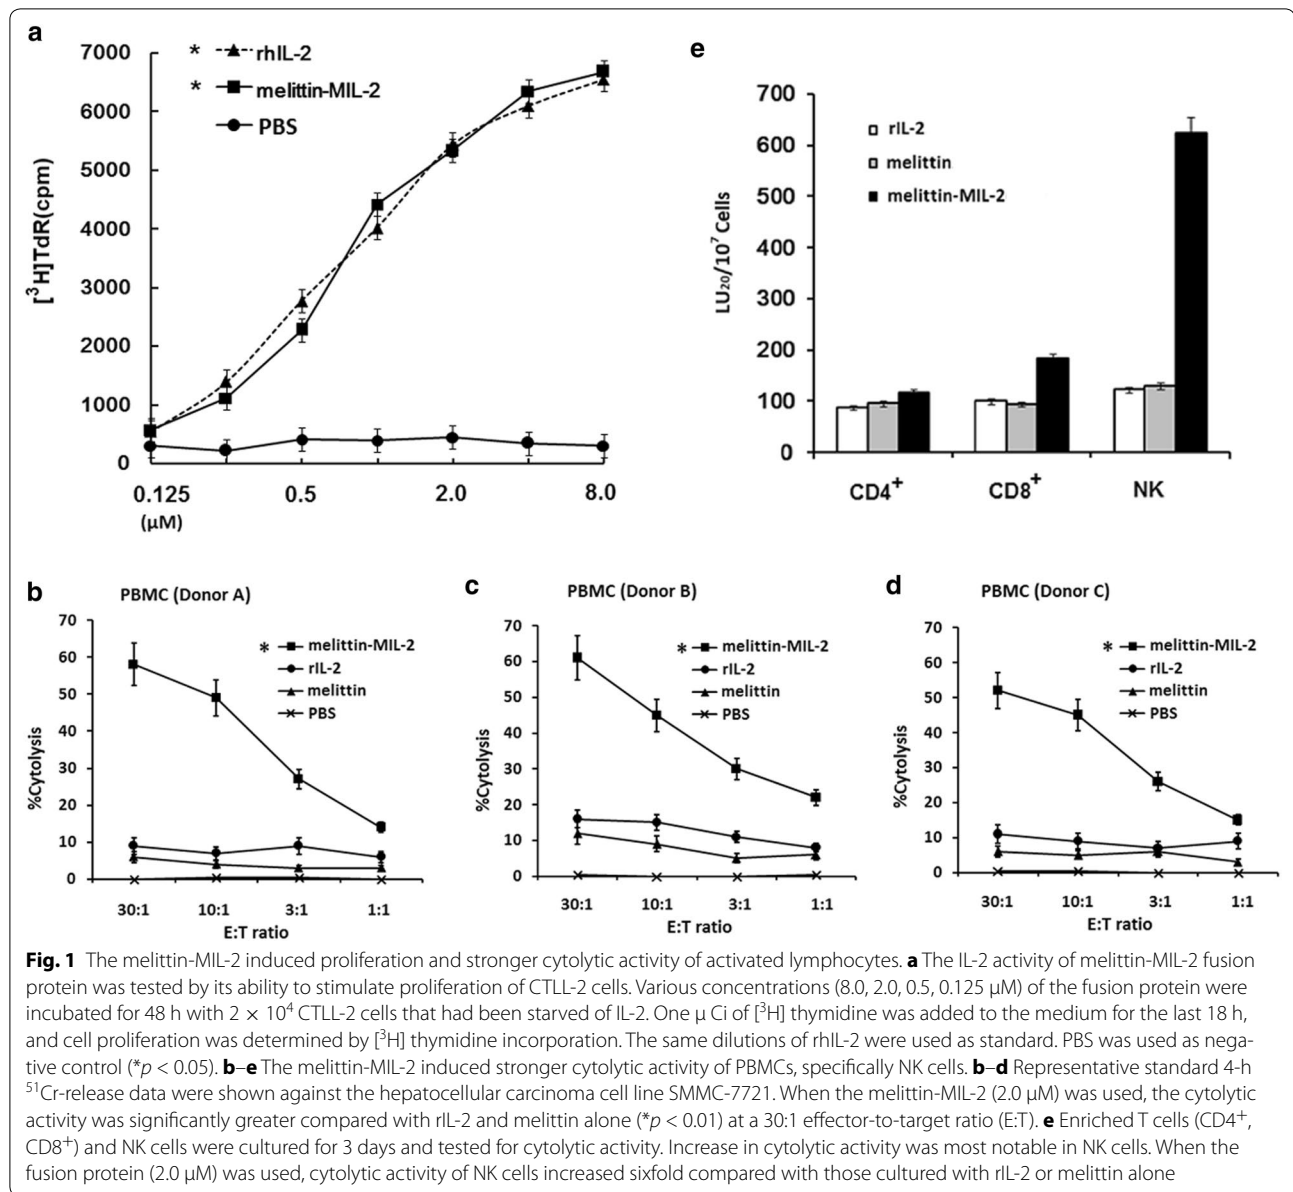 a
7000
6000
5000
4000
3000
2000
1000
0
[³H]TdR(cpm)
* rhIL-2
* melittin-MIL-2
PBS
0.125 0.5 2.0 8.0
(μM)
e
700
600
500
400
300
200
100
0
LU₂₀/10⁷ Cells
rIL-2
melittin
melittin-MIL-2
CD4⁺ CD8⁺ NK
b
PBMC (Donor A)
70
60
50
40
30
20
10
0
%Cytolysis
* melittin-MIL-2
rIL-2
melittin
PBS
30:1 10:1 3:1 1:1
E:T ratio
c
PBMC (Donor B)
70
60
50
40
30
20
10
0
%Cytolysis
* melittin-MIL-2
rIL-2
melittin
PBS
30:1 10:1 3:1 1:1
E:T ratio
d
PBMC (Donor C)
70
60
50
40
30
20
10
0
%Cytolysis
* melittin-MIL-2
rIL-2
melittin
PBS
30:1 10:1 3:1 1:1
E:T ratio
Fig. 1 The melittin-MIL-2 induced proliferation and stronger cytolytic activity of activated lymphocytes. a The IL-2 activity of melittin-MIL-2 fusion
protein was tested by its ability to stimulate proliferation of CTLL-2 cells. Various concentrations (8.0, 2.0, 0.5, 0.125 μM) of the fusion protein were
incubated for 48 h with 2 × 10⁴ CTLL-2 cells that had been starved of IL-2. One μ Ci of [³H] thymidine was added to the medium for the last 18 h,
and cell proliferation was determined by [³H] thymidine incorporation. The same dilutions of rhIL-2 were used as standard. PBS was used as nega-
tive control (*p < 0.05). b–e The melittin-MIL-2 induced stronger cytolytic activity of PBMCs, specifically NK cells. b–d Representative standard 4-h
⁵¹Cr-release data were shown against the hepatocellular carcinoma cell line SMMC-7721. When the melittin-MIL-2 (2.0 μM) was used, the cytolytic
activity was significantly greater compared with rIL-2 and melittin alone (*p < 0.01) at a 30:1 effector-to-target ratio (E:T). e Enriched T cells (CD4⁺,
CD8⁺) and NK cells were cultured for 3 days and tested for cytolytic activity. Increase in cytolytic activity was most notable in NK cells. When the
fusion protein (2.0 μM) was used, cytolytic activity of NK cells increased sixfold compared with those cultured with rIL-2 or melittin alone